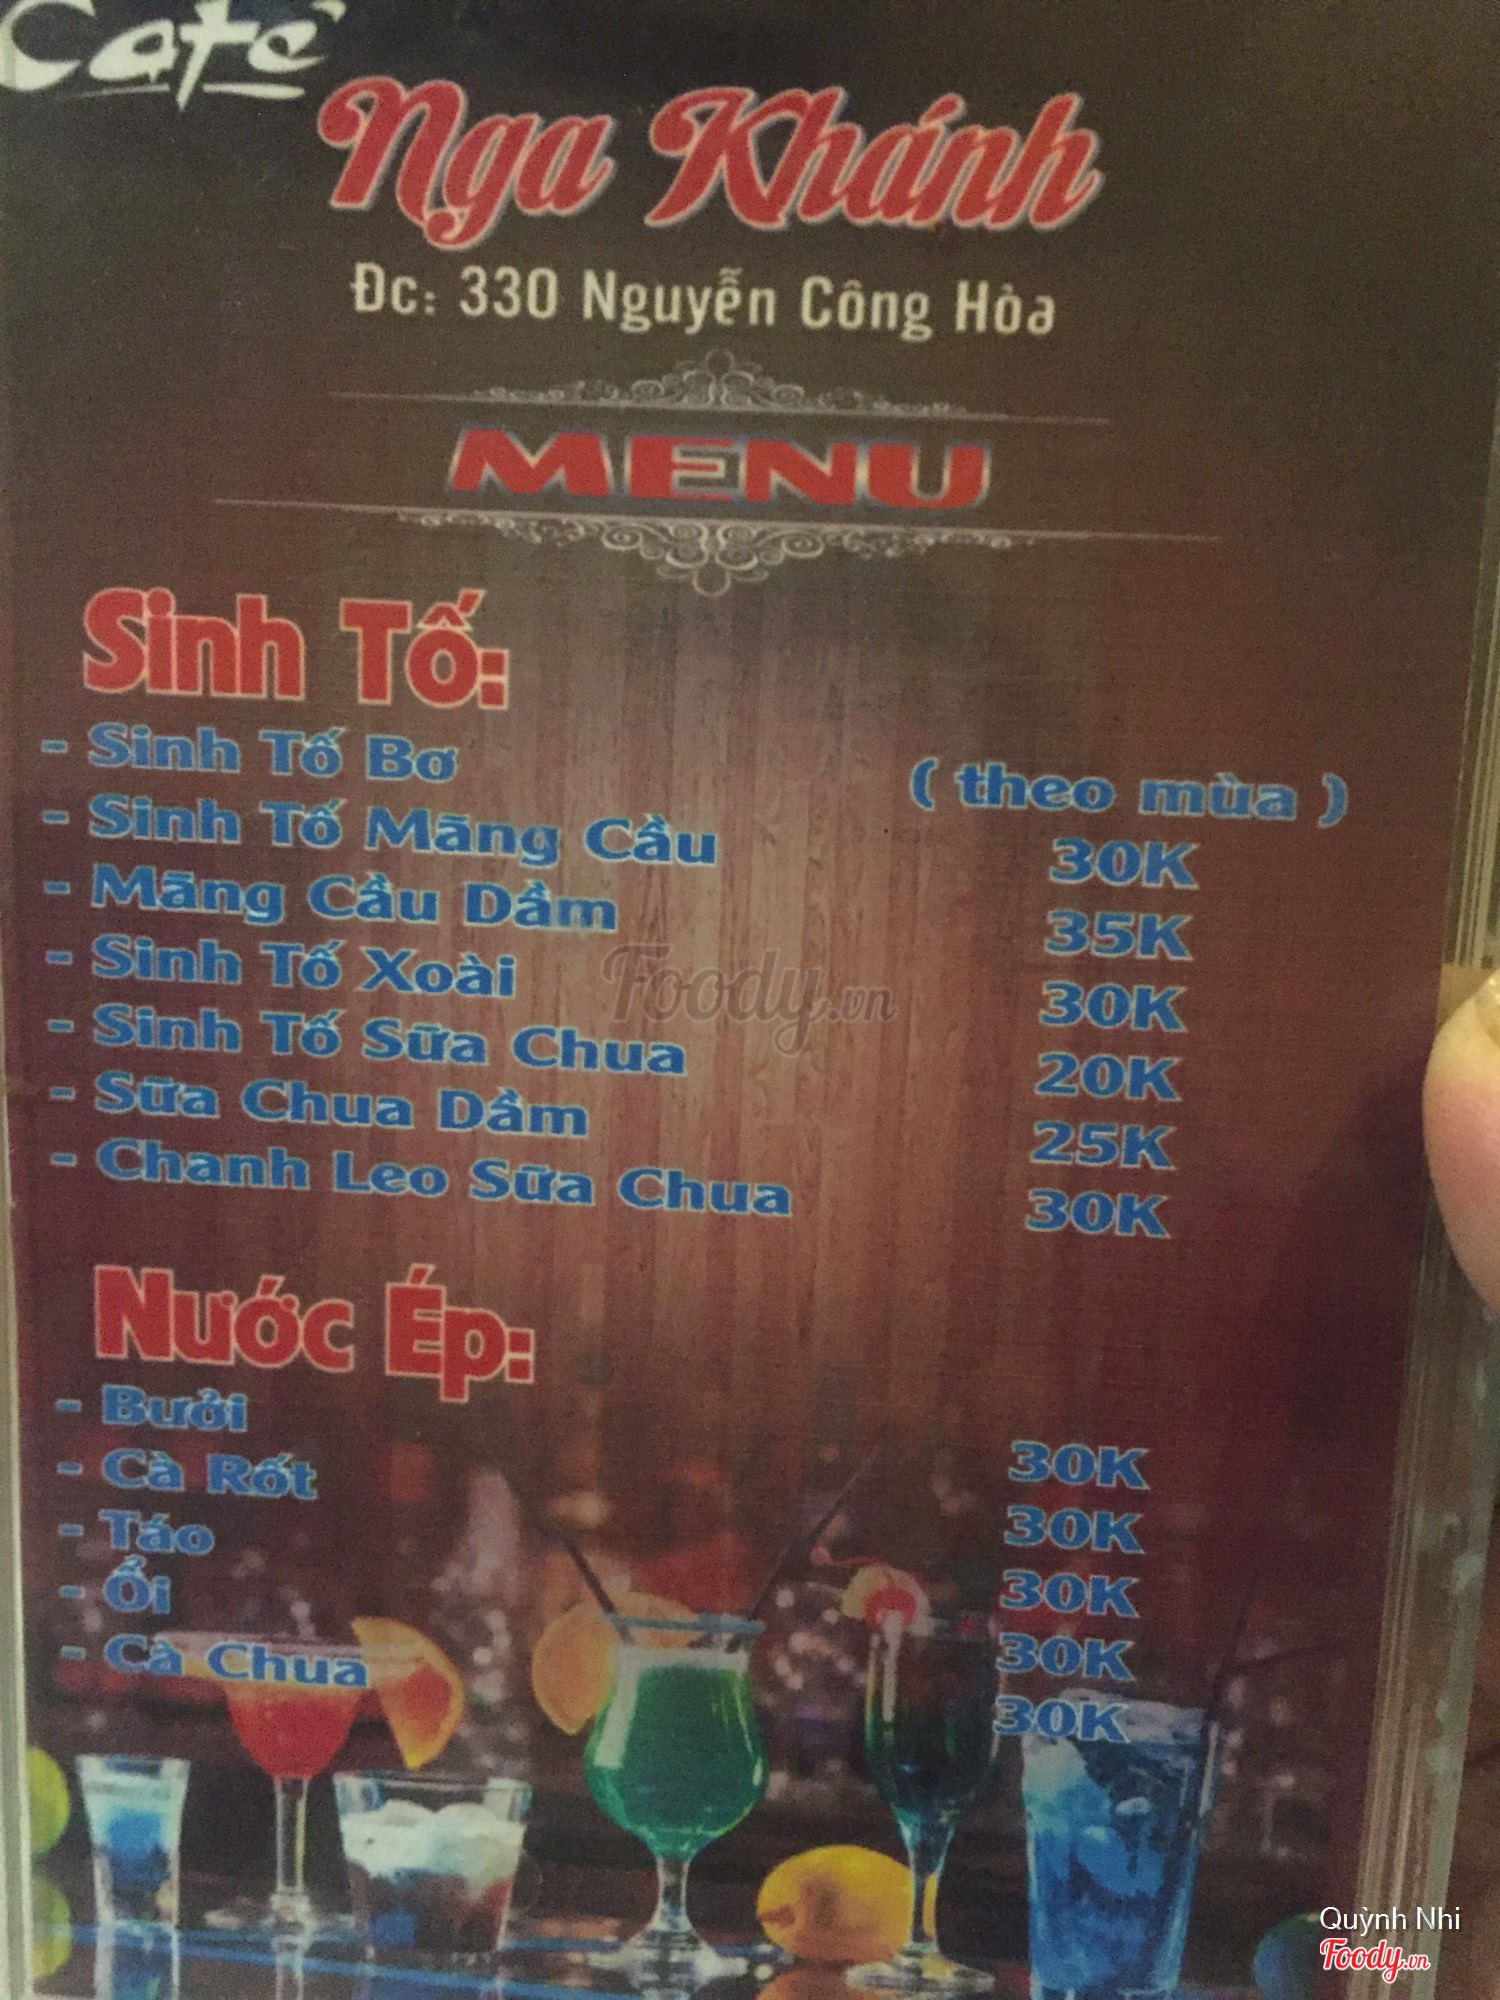 Café
Nga Khánh
Đc: 330 Nguyễn Công Hòa
MENU
Sinh Tố:
- Sinh Tố Bơ ( theo mùa )
- Sinh Tố Mãng Cầu 30K
- Mãng Cầu Dầm 35K
- Sinh Tố Xoài 30K
- Sinh Tố Sữa Chua 20K
- Sữa Chua Dầm 25K
- Chanh Leo Sữa Chua 30K
Foody.vn
Nước Ép:
- Bưởi 30K
- Cà Rốt 30K
- Táo 30K
- Ổi 30K
- Cà Chua 30K
Quỳnh Nhi
Foody.vn